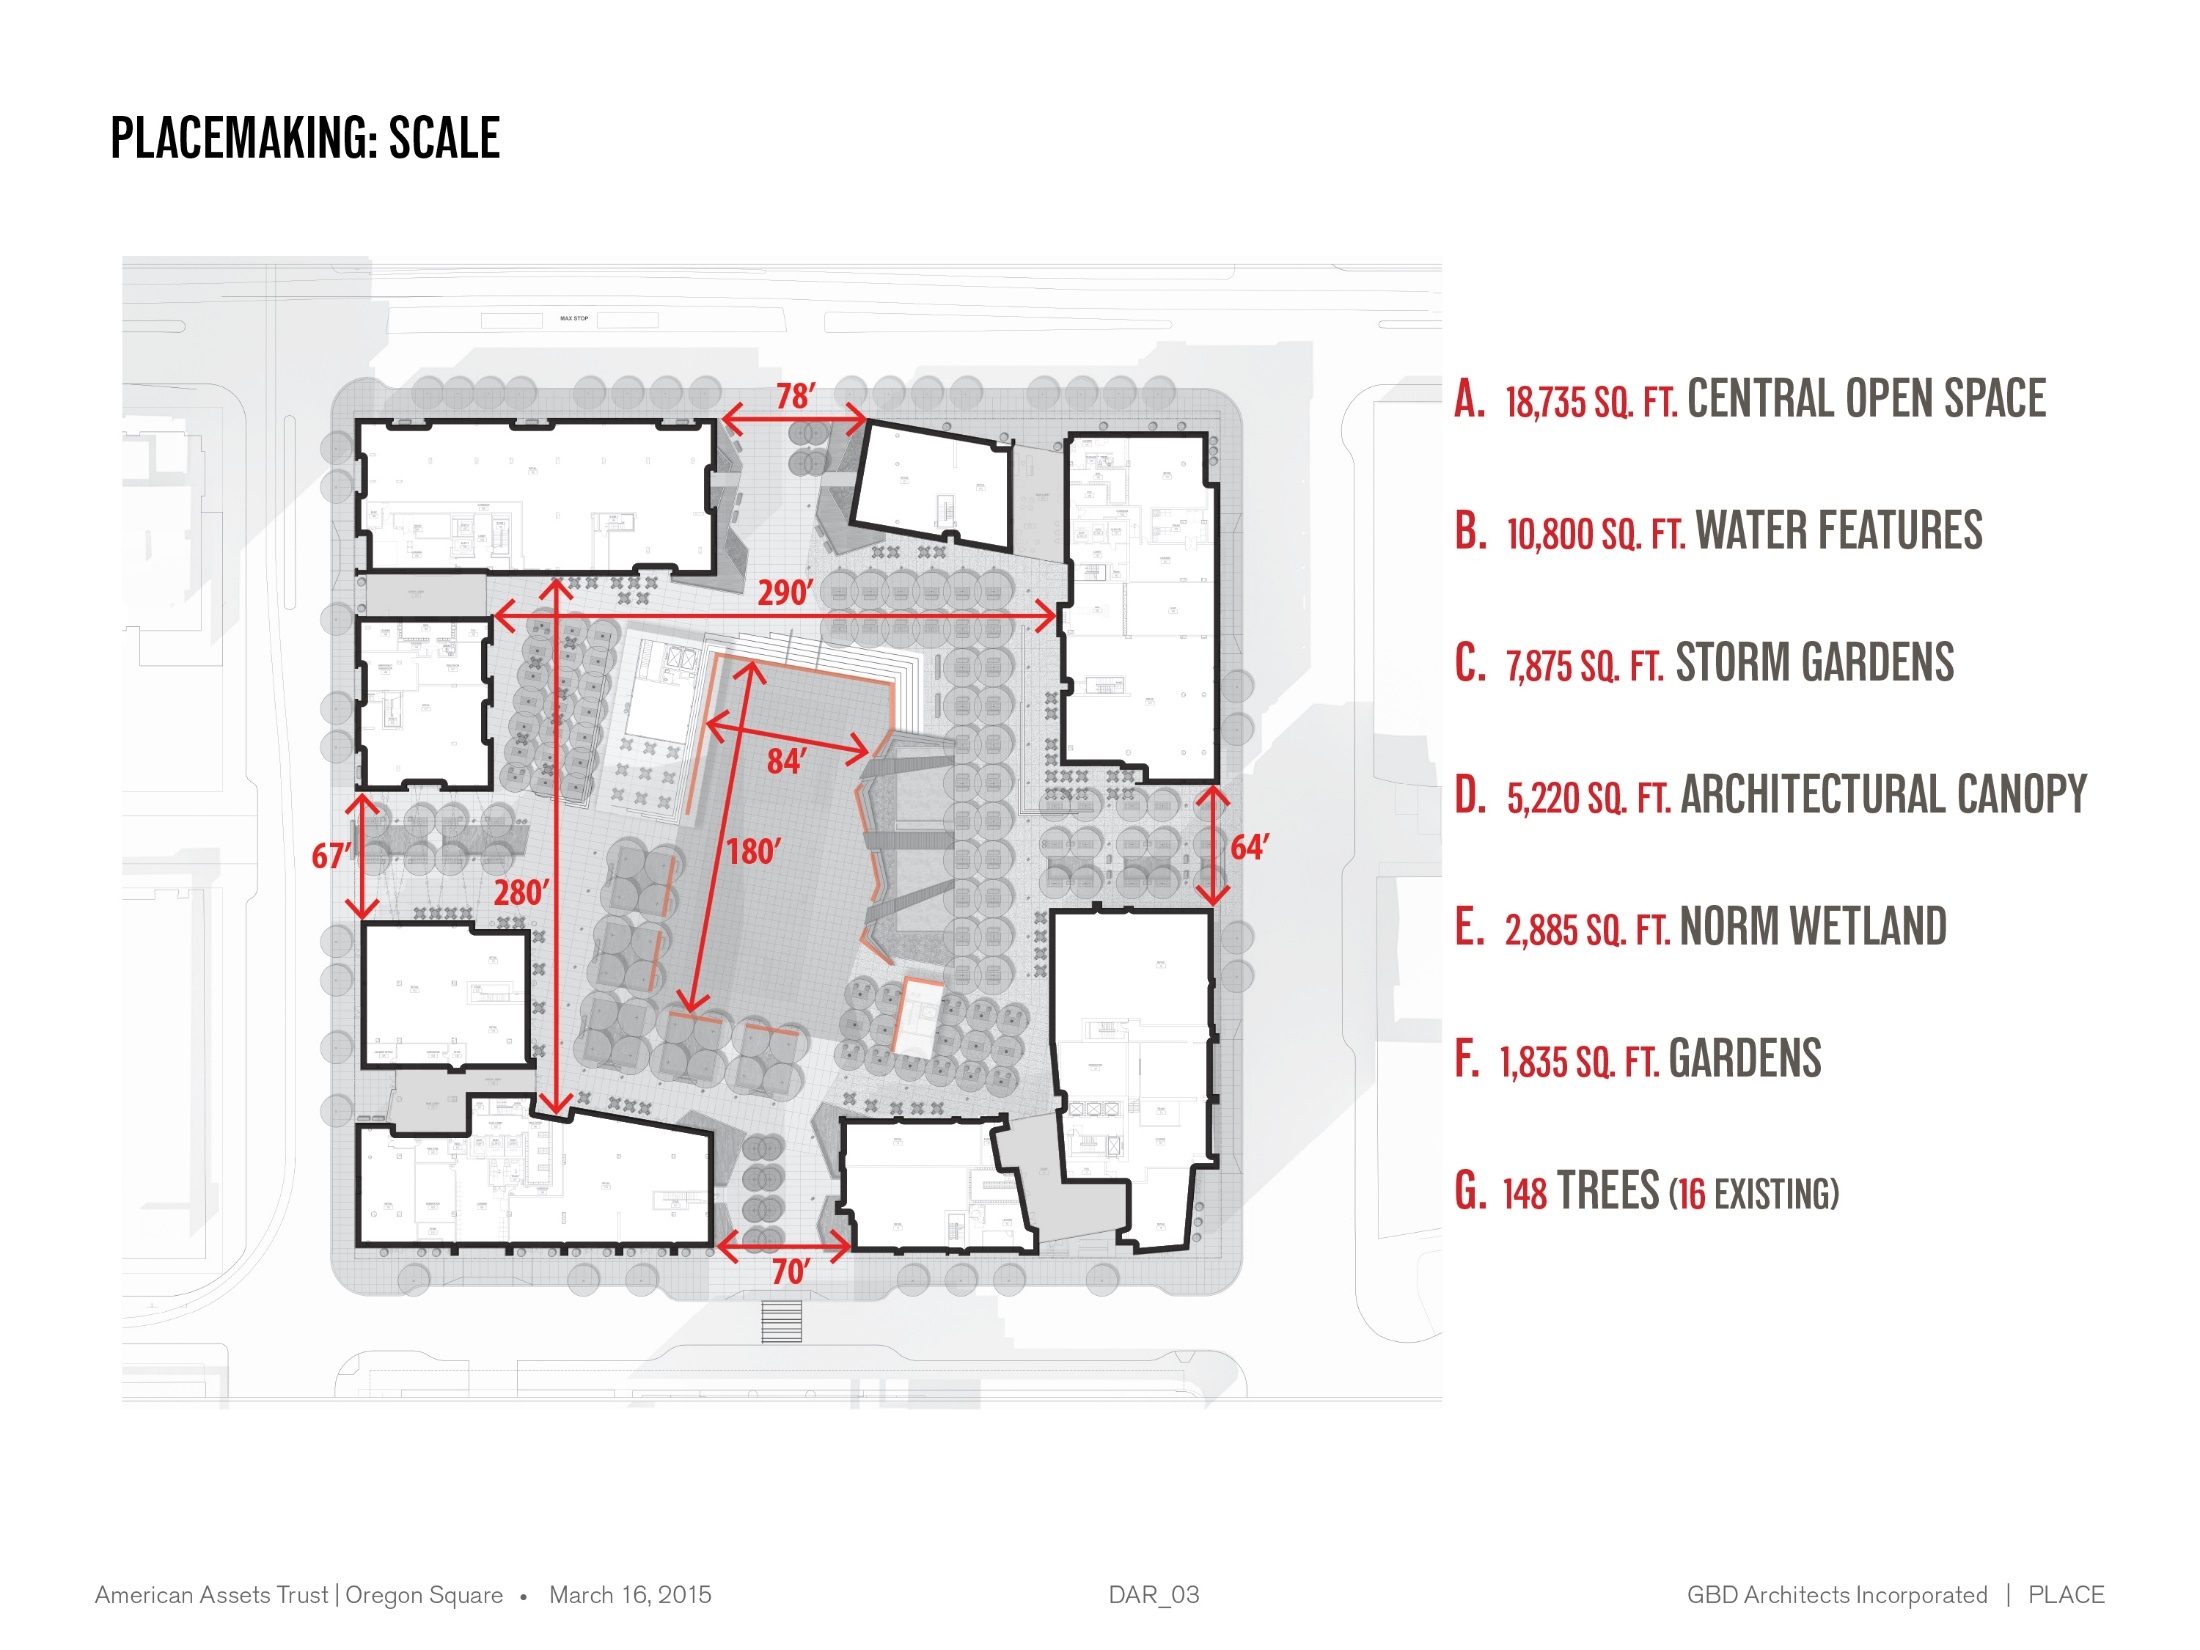 PLACEMAKING: SCALE
MAX STOP
78′
290′
84′
180′
67′
280′
64′
70′
A. 18,735 SQ. FT. CENTRAL OPEN SPACE
B. 10,800 SQ. FT. WATER FEATURES
C. 7,875 SQ. FT. STORM GARDENS
D. 5,220 SQ. FT. ARCHITECTURAL CANOPY
E. 2,885 SQ. FT. NORM WETLAND
F. 1,835 SQ. FT. GARDENS
G. 148 TREES (16 EXISTING)
American Assets Trust | Oregon Square • March 16, 2015
DAR_03
GBD Architects Incorporated | PLACE